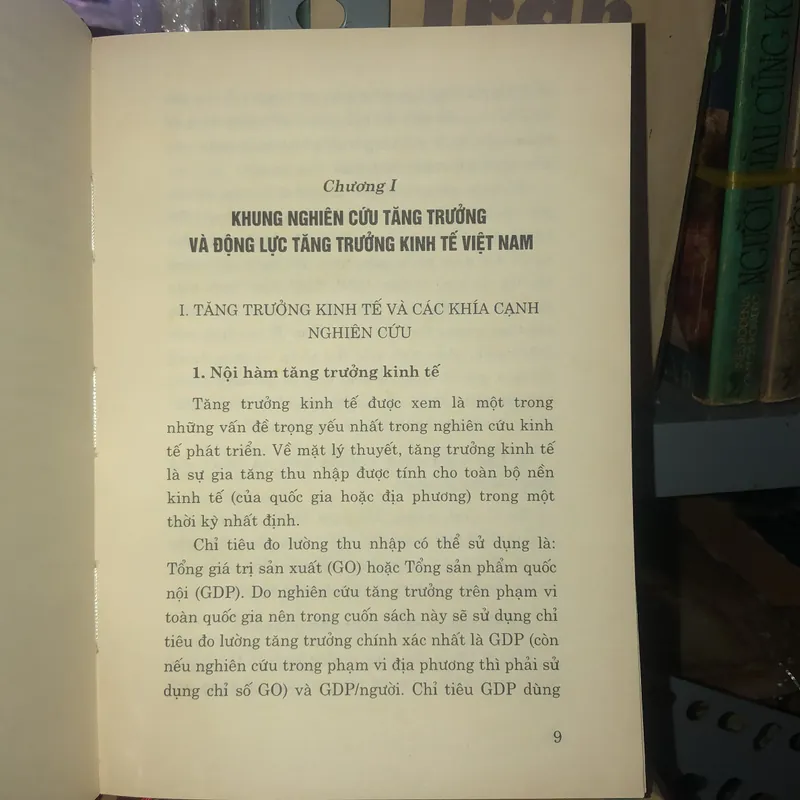 Chương I
KHUNG NGHIÊN CỨU TĂNG TRƯỞNG
VÀ ĐỘNG LỰC TĂNG TRƯỞNG KINH TẾ VIỆT NAM
I. TĂNG TRƯỞNG KINH TẾ VÀ CÁC KHÍA CẠNH
NGHIÊN CỨU
1. Nội hàm tăng trưởng kinh tế
Tăng trưởng kinh tế được xem là một trong
những vấn đề trọng yếu nhất trong nghiên cứu kinh
tế phát triển. Về mặt lý thuyết, tăng trưởng kinh tế
là sự gia tăng thu nhập được tính cho toàn bộ nền
kinh tế (của quốc gia hoặc địa phương) trong một
thời kỳ nhất định.
Chỉ tiêu đo lường thu nhập có thể sử dụng là:
Tổng giá trị sản xuất (GO) hoặc Tổng sản phẩm quốc
nội (GDP). Do nghiên cứu tăng trưởng trên phạm vi
toàn quốc gia nên trong cuốn sách này sẽ sử dụng chỉ
tiêu đo lường tăng trưởng chính xác nhất là GDP (còn
nếu nghiên cứu trong phạm vi địa phương thì phải sử
dụng chỉ số GO) và GDP/người. Chỉ tiêu GDP dùng
9
NGƯỜI GIÀU CŨNG K